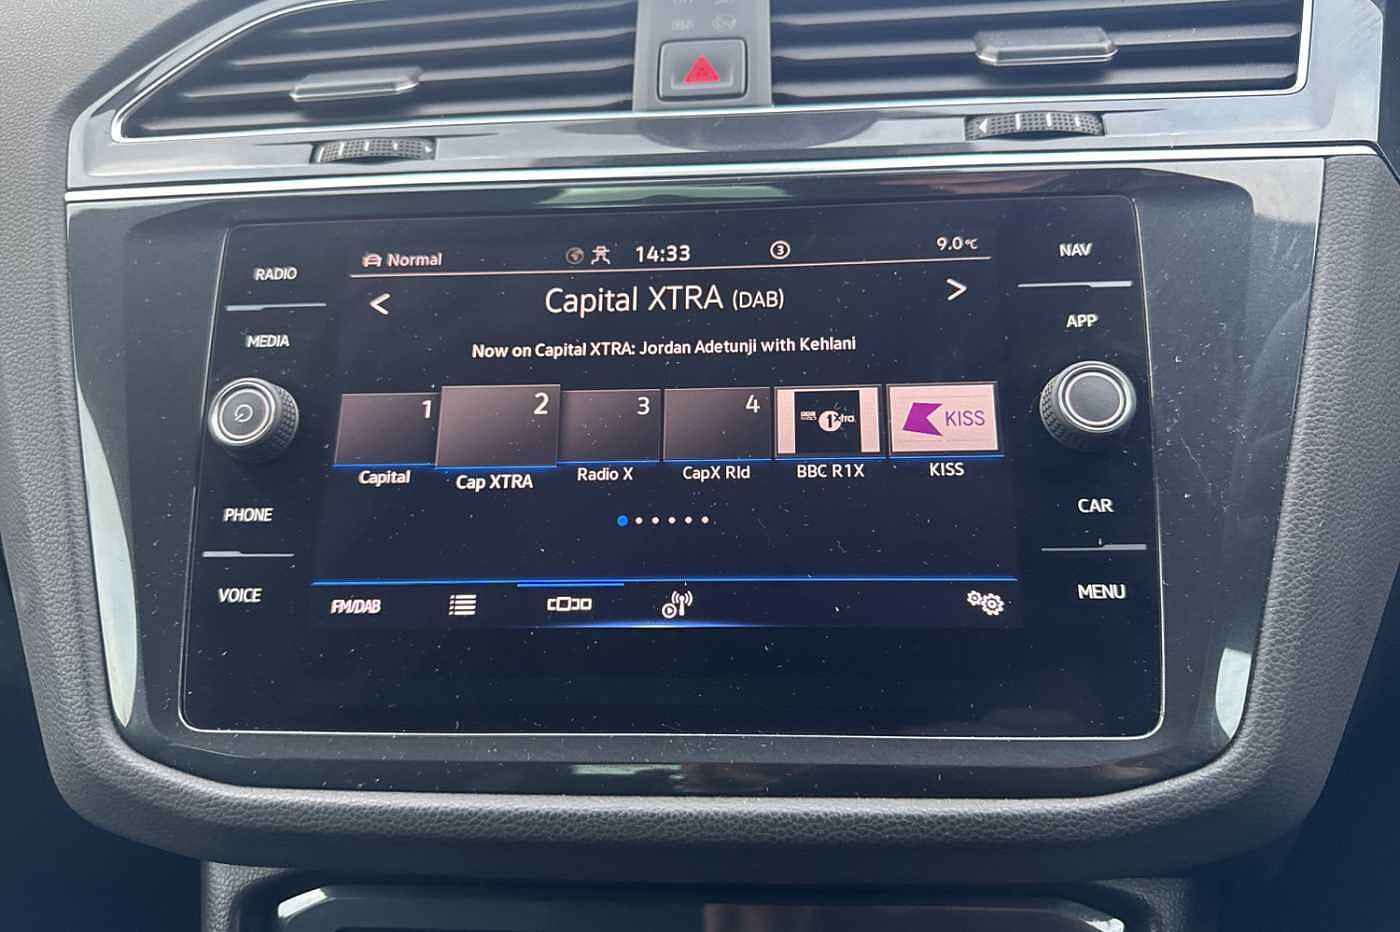 RADIO
MEDIA
PHONE
VOICE
Normal
14:33
3
9.0°C
< Capital XTRA (DAB) >
Now on Capital XTRA: Jordan Adetunji with Kehlani
1 2 3 4
1Xtra
KISS
Capital Cap XTRA Radio X CapX Rld BBC R1X KISS
FM/DAB
NAV
APP
CAR
MENU